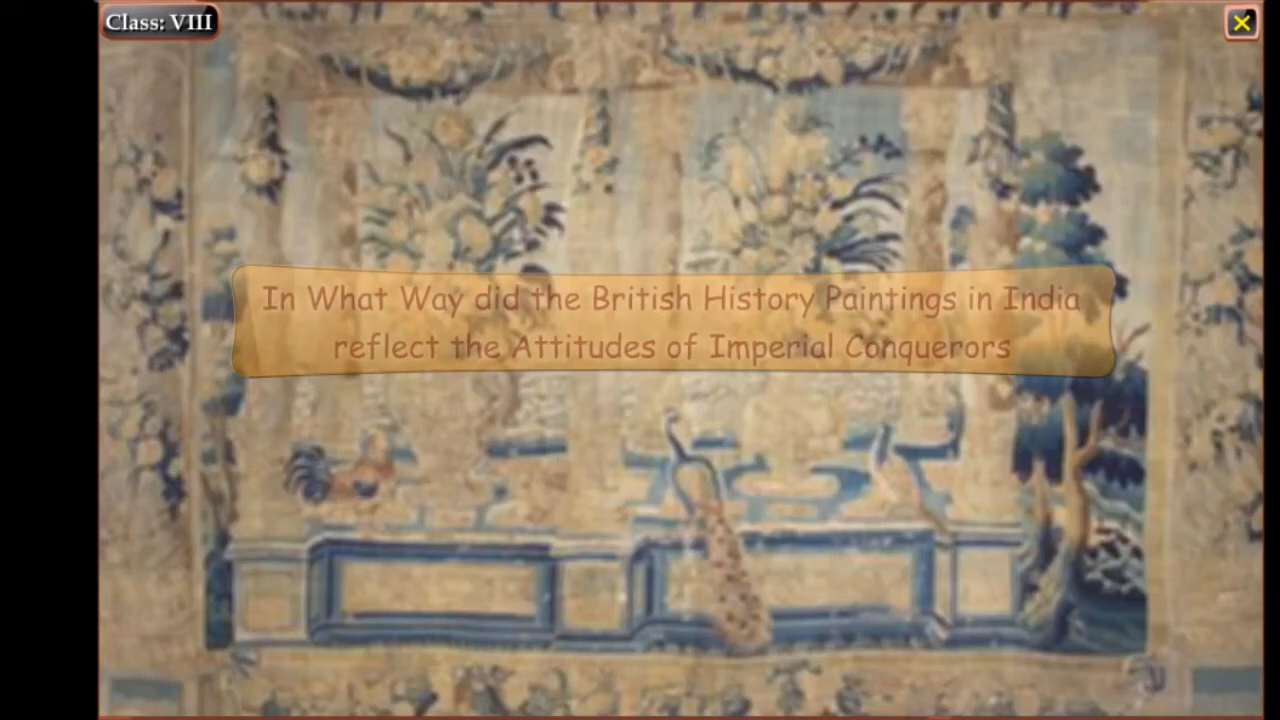 Class: VIII
In What Way did the British History Paintings in India
reflect the Attitudes of Imperial Conquerors